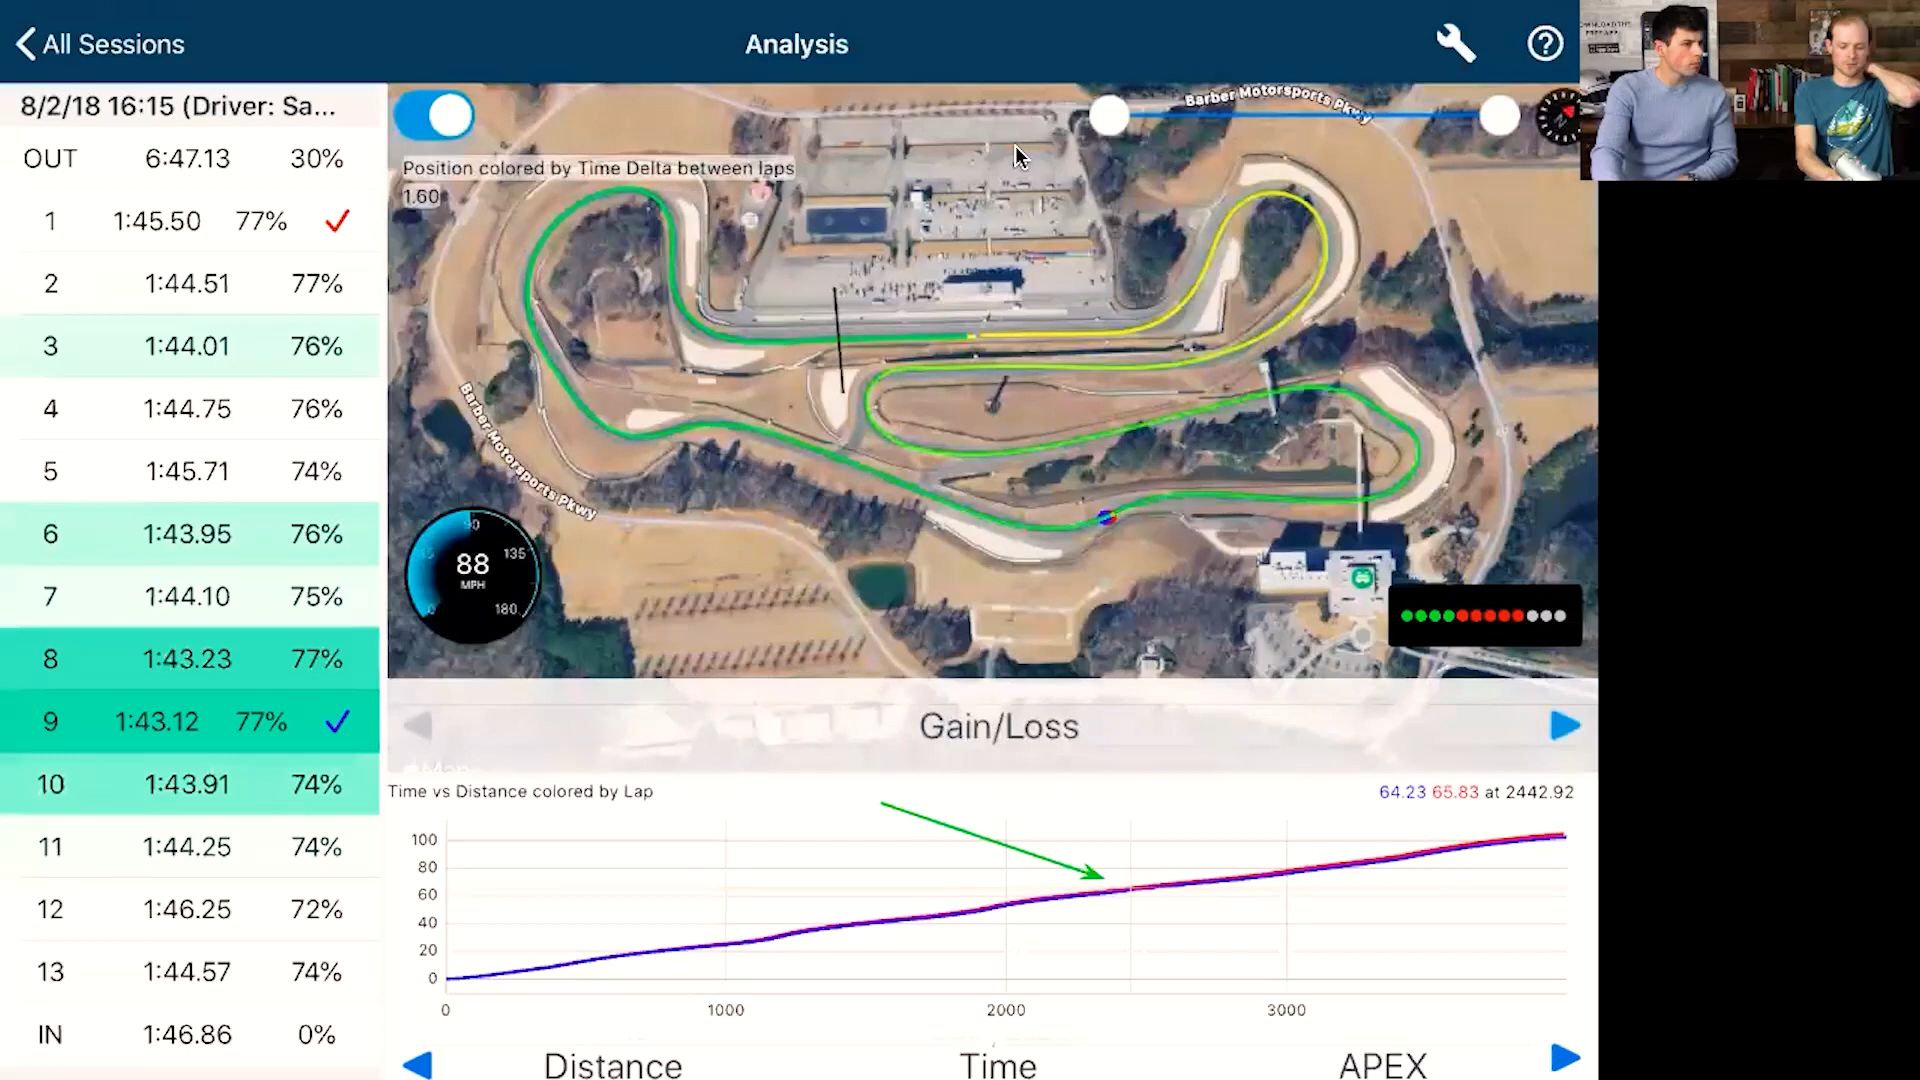 All Sessions
Analysis
8/2/18 16:15 (Driver: Sa...
OUT 6:47.13 30%
1 1:45.50 77%
2 1:44.51 77%
3 1:44.01 76%
4 1:44.75 76%
5 1:45.71 74%
6 1:43.95 76%
7 1:44.10 75%
8 1:43.23 77%
9 1:43.12 77%
10 1:43.91 74%
11 1:44.25 74%
12 1:46.25 72%
13 1:44.57 74%
IN 1:46.86 0%
Barber Motorsports Pkwy
Position colored by Time Delta between laps
1.60
Barber Motorsports Pkwy
90
135
88
MPH
0
180
Gain/Loss
Time vs Distance colored by Lap
64.23 65.83 at 2442.92
100
80
60
40
20
0
0 1000 2000 3000
Distance Time APEX